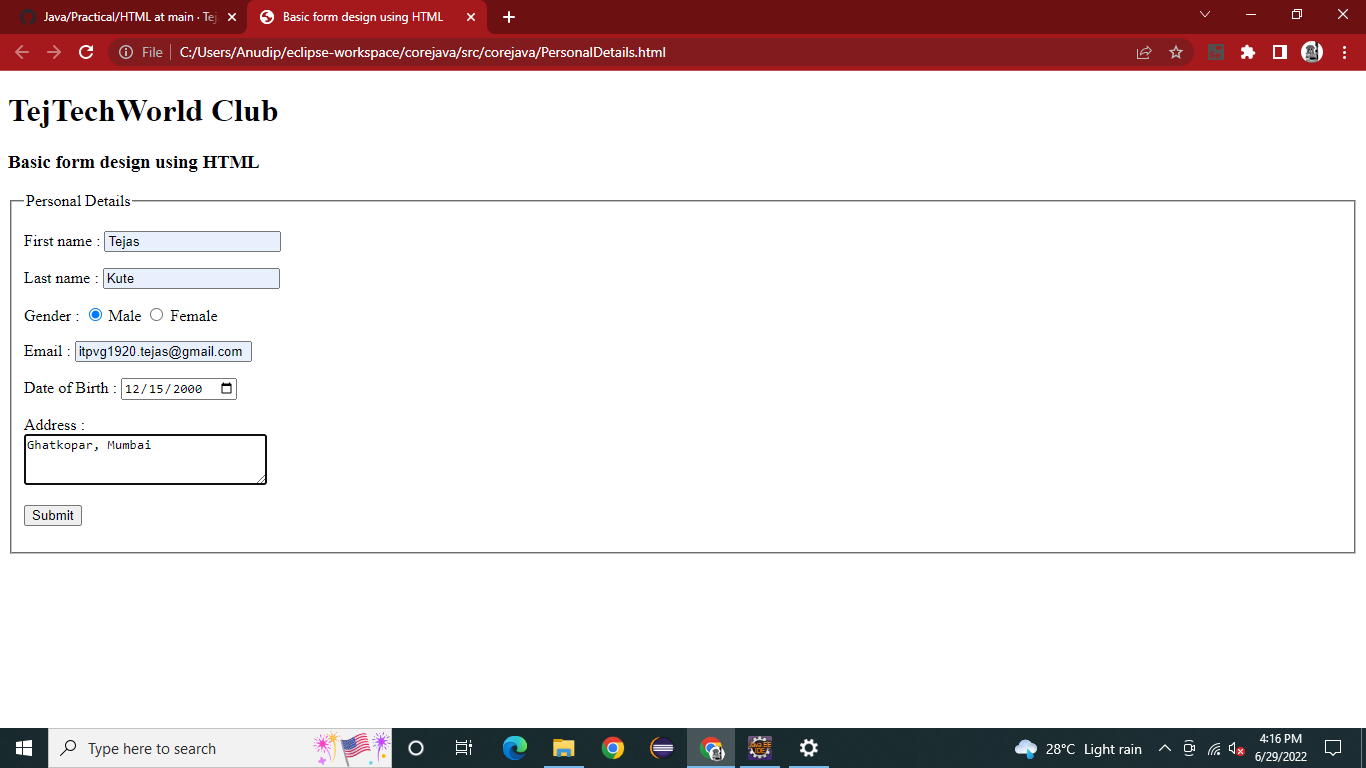 Java/Practical/HTML at main · Tej
Basic form design using HTML
File
C:/Users/Anudip/eclipse-workspace/corejava/src/corejava/PersonalDetails.html
TejTechWorld Club
Basic form design using HTML
Personal Details
First name : Tejas
Last name : Kute
Gender : Male Female
Email : itpvg1920.tejas@gmail.com
Date of Birth : 12/15/2000
Address :
Ghatkopar, Mumbai
Submit
Type here to search
28°C Light rain
4:16 PM
6/29/2022